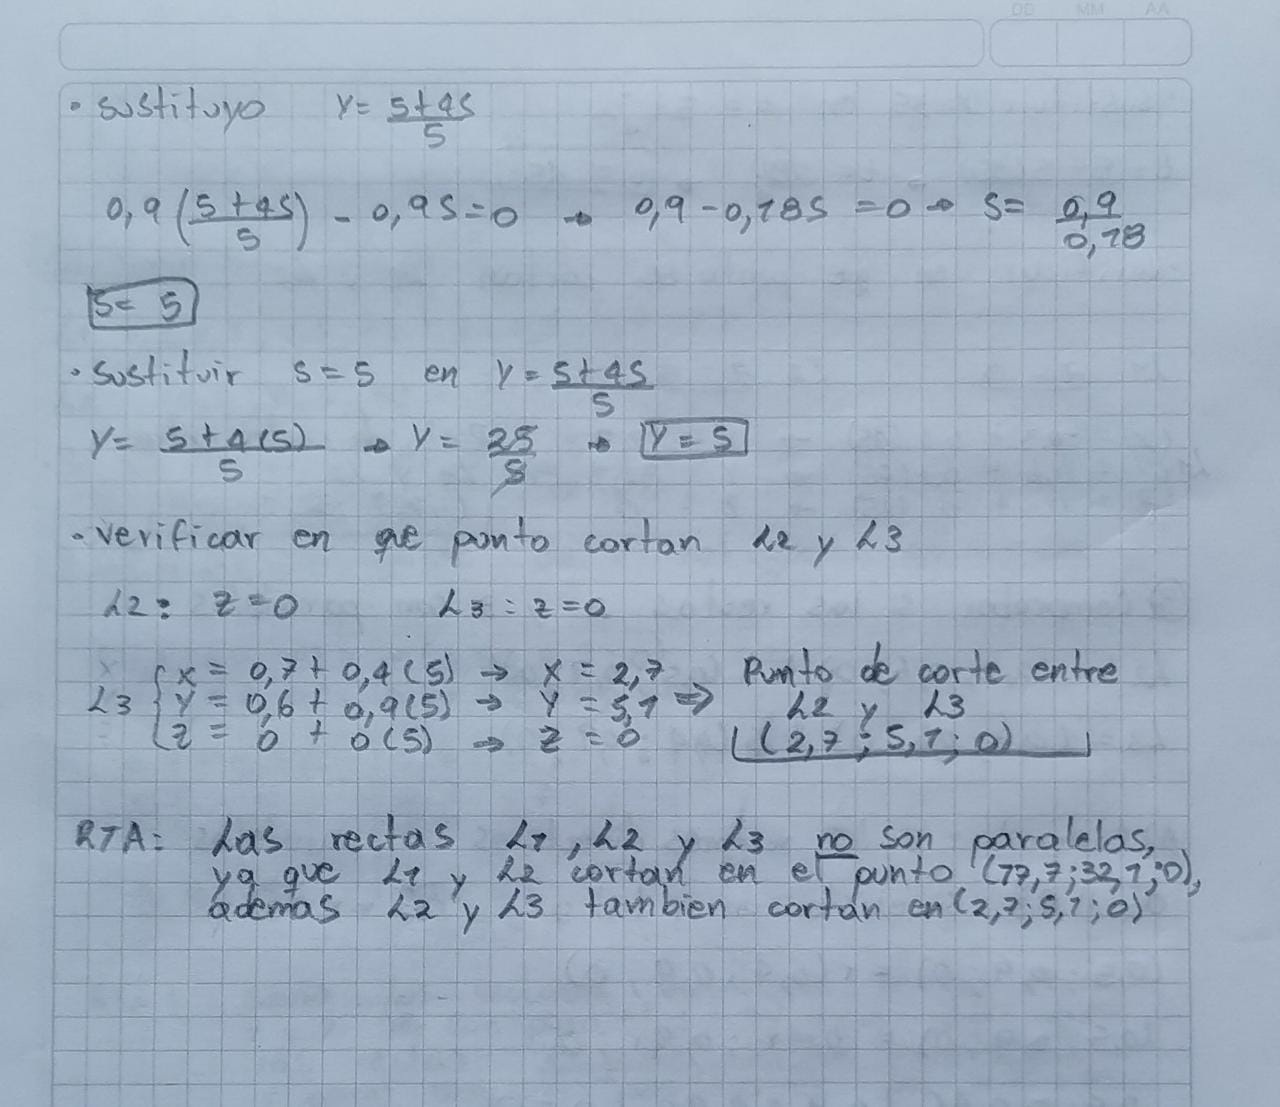 DD MM AA
• sustituyo Y = 5+4S / 5
0,9 (5+4S / 5) - 0,9S = 0 → 0,9 - 0,18S = 0 → S = 0,9 / 0,18
S = 5
• sustituir S = 5 en Y = 5+4S / 5
Y = 5+4(5) / 5 → Y = 25 / 5 → Y = 5
• verificar en que punto cortan L2 y L3
L2: Z = 0 L3: Z = 0
L3 { X = 0,7 + 0,4(5) → X = 2,7
Y = 0,6 + 0,9(5) → Y = 5,1 ⇒
Z = 0 + 0(5) → Z = 0
Punto de corte entre
L2 y L3
(2,7 ; 5,1 ; 0)
RTA: Las rectas L1, L2 y L3 no son paralelas,
ya que L1 y L2 cortan en el punto (17,7; 32,1; 0),
ademas L2 y L3 tambien cortan en (2,7; 5,1; 0)